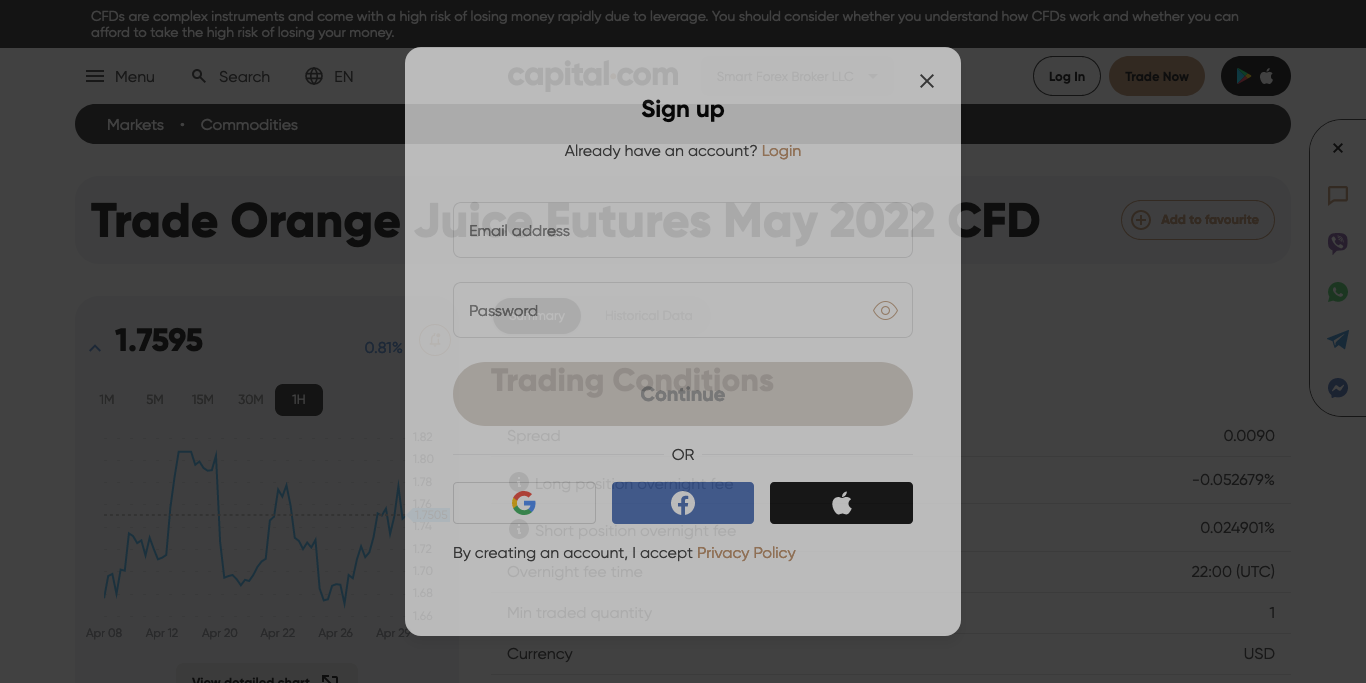 CFDs are complex instruments and come with a high risk of losing money rapidly due to leverage. You should consider whether you understand how CFDs work and whether you can
afford to take the high risk of losing your money.
Menu Search EN capital.com Smart Forex Broker LLC Log In Trade Now
Markets • Commodities
Sign up
Already have an account? Login
Trade Orange Juice Futures May 2022 CFD
Add to favourite
Email address
Password
Summary Historical Data
1.7595 0.81%
1M 5M 15M 30M 1H
Trading Conditions
Continue
OR
1.82
1.80
1.78
1.76
1.7595
1.74
1.72
1.70
1.68
1.66
Apr 08 Apr 12 Apr 20 Apr 22 Apr 26 Apr 29
View detailed chart
Spread 0.0090
Long position overnight fee -0.052679%
Short position overnight fee 0.024901%
By creating an account, I accept Privacy Policy
Overnight fee time 22:00 (UTC)
Min traded quantity 1
Currency USD